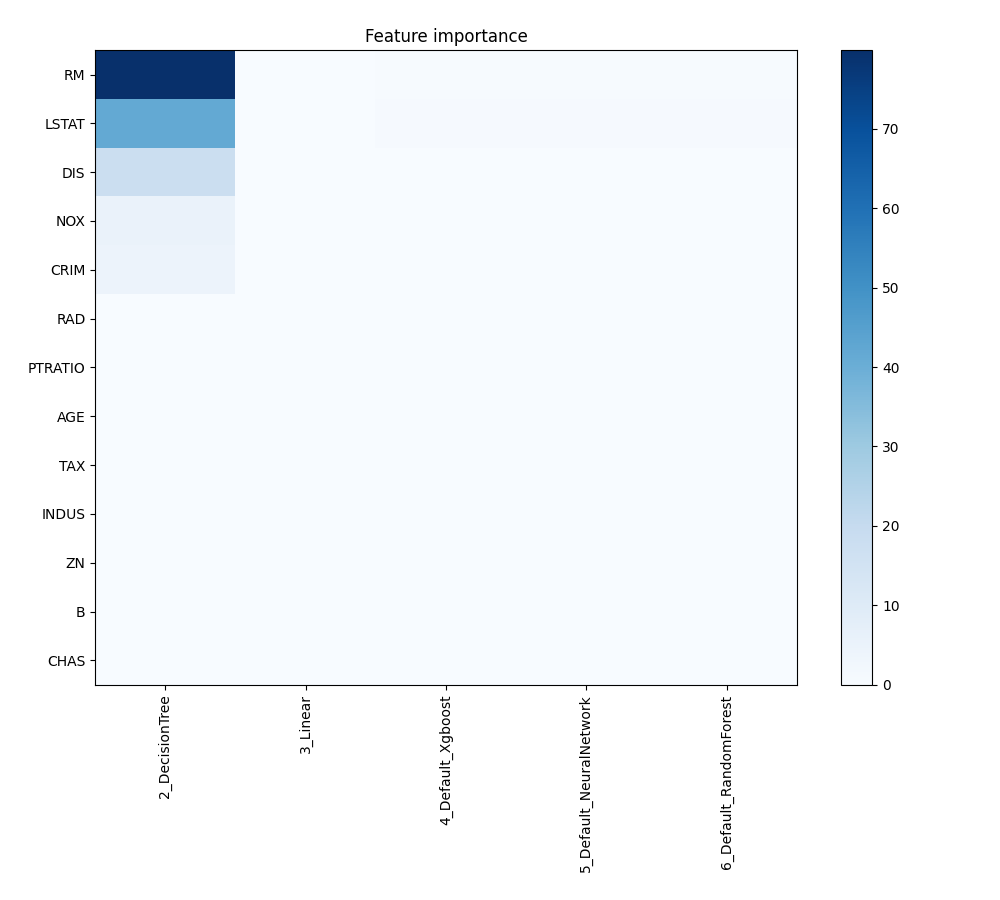 Feature importance
RM
LSTAT
DIS
NOX
CRIM
RAD
PTRATIO
AGE
TAX
INDUS
ZN
B
CHAS
2_DecisionTree
3_Linear
4_Default_Xgboost
5_Default_NeuralNetwork
6_Default_RandomForest
70
60
50
40
30
20
10
0